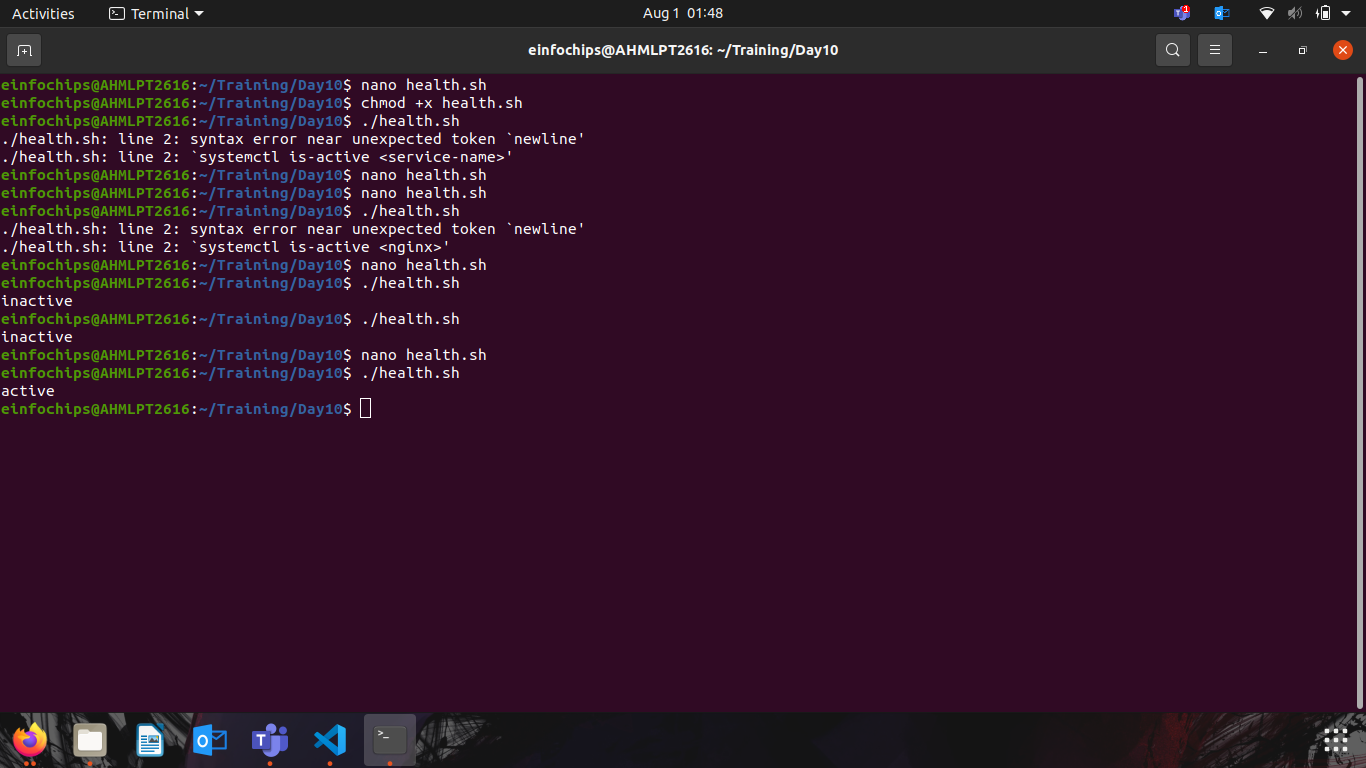 Activities
Terminal
Aug 1 01:48
1
einfochips@AHMLPT2616: ~/Training/Day10
einfochips@AHMLPT2616:~/Training/Day10$ nano health.sh
einfochips@AHMLPT2616:~/Training/Day10$ chmod +x health.sh
einfochips@AHMLPT2616:~/Training/Day10$ ./health.sh
./health.sh: line 2: syntax error near unexpected token `newline'
./health.sh: line 2: `systemctl is-active <service-name>'
einfochips@AHMLPT2616:~/Training/Day10$ nano health.sh
einfochips@AHMLPT2616:~/Training/Day10$ nano health.sh
einfochips@AHMLPT2616:~/Training/Day10$ ./health.sh
./health.sh: line 2: syntax error near unexpected token `newline'
./health.sh: line 2: `systemctl is-active <nginx>'
einfochips@AHMLPT2616:~/Training/Day10$ nano health.sh
einfochips@AHMLPT2616:~/Training/Day10$ ./health.sh
inactive
einfochips@AHMLPT2616:~/Training/Day10$ ./health.sh
inactive
einfochips@AHMLPT2616:~/Training/Day10$ nano health.sh
einfochips@AHMLPT2616:~/Training/Day10$ ./health.sh
active
einfochips@AHMLPT2616:~/Training/Day10$